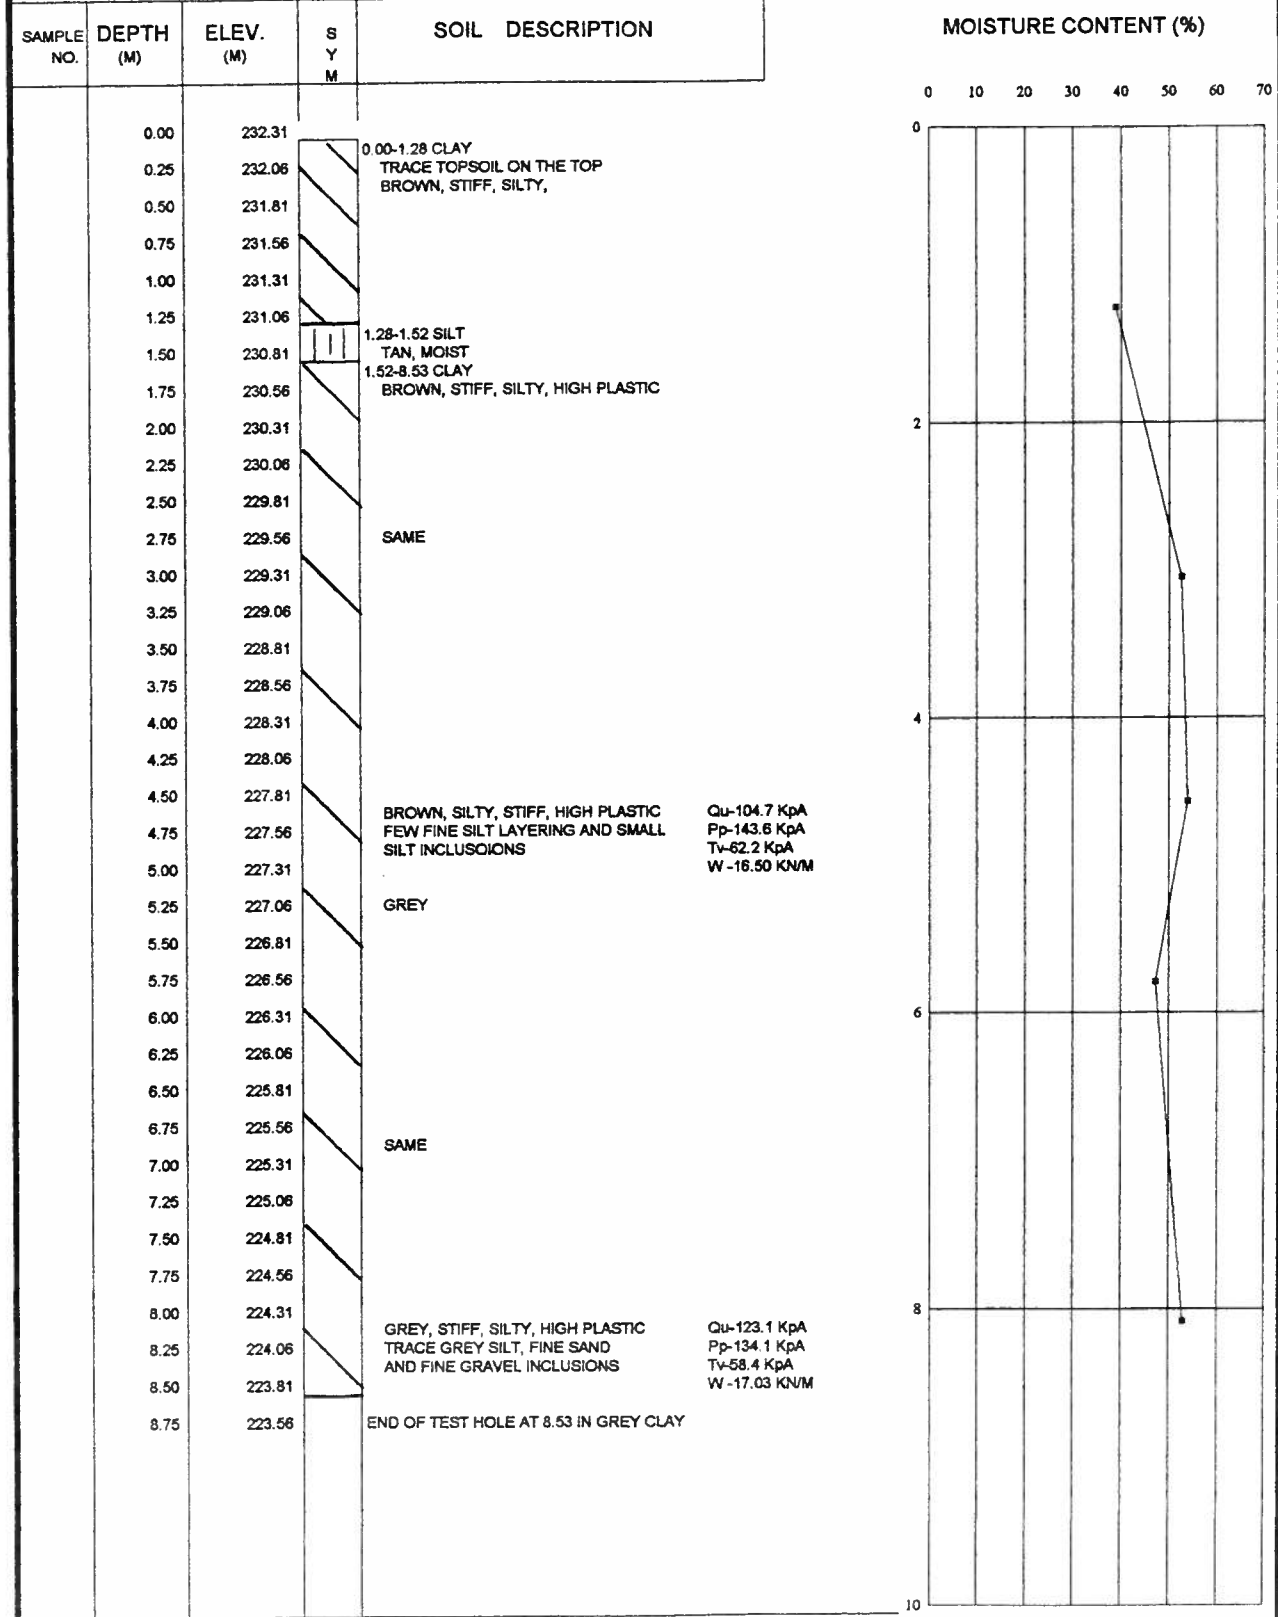 SAMPLE NO. DEPTH (M) ELEV. (M) SYM SOIL DESCRIPTION MOISTURE CONTENT (%)
0 10 20 30 40 50 60 70
0.00 232.31 0
0.00-1.28 CLAY
0.25 232.06 TRACE TOPSOIL ON THE TOP
BROWN, STIFF, SILTY,
0.50 231.81
0.75 231.56
1.00 231.31
1.25 231.06
1.28-1.52 SILT
1.50 230.81 TAN, MOIST
1.52-8.53 CLAY
1.75 230.56 BROWN, STIFF, SILTY, HIGH PLASTIC
2.00 230.31 2
2.25 230.06
2.50 229.81
2.75 229.56 SAME
3.00 229.31
3.25 229.06
3.50 228.81
3.75 228.56
4.00 228.31 4
4.25 228.06
4.50 227.81
BROWN, SILTY, STIFF, HIGH PLASTIC Qu-104.7 KpA
4.75 227.56 FEW FINE SILT LAYERING AND SMALL Pp-143.6 KpA
SILT INCLUSOIONS Tv-62.2 KpA
5.00 227.31 W -16.50 KN/M
5.25 227.06 GREY
5.50 226.81
5.75 226.56
6.00 226.31 6
6.25 226.06
6.50 225.81
6.75 225.56
SAME
7.00 225.31
7.25 225.06
7.50 224.81
7.75 224.56
8.00 224.31 8
GREY, STIFF, SILTY, HIGH PLASTIC Qu-123.1 KpA
8.25 224.06 TRACE GREY SILT, FINE SAND Pp-134.1 KpA
AND FINE GRAVEL INCLUSIONS Tv-58.4 KpA
8.50 223.81 W -17.03 KN/M
8.75 223.56 END OF TEST HOLE AT 8.53 IN GREY CLAY
10